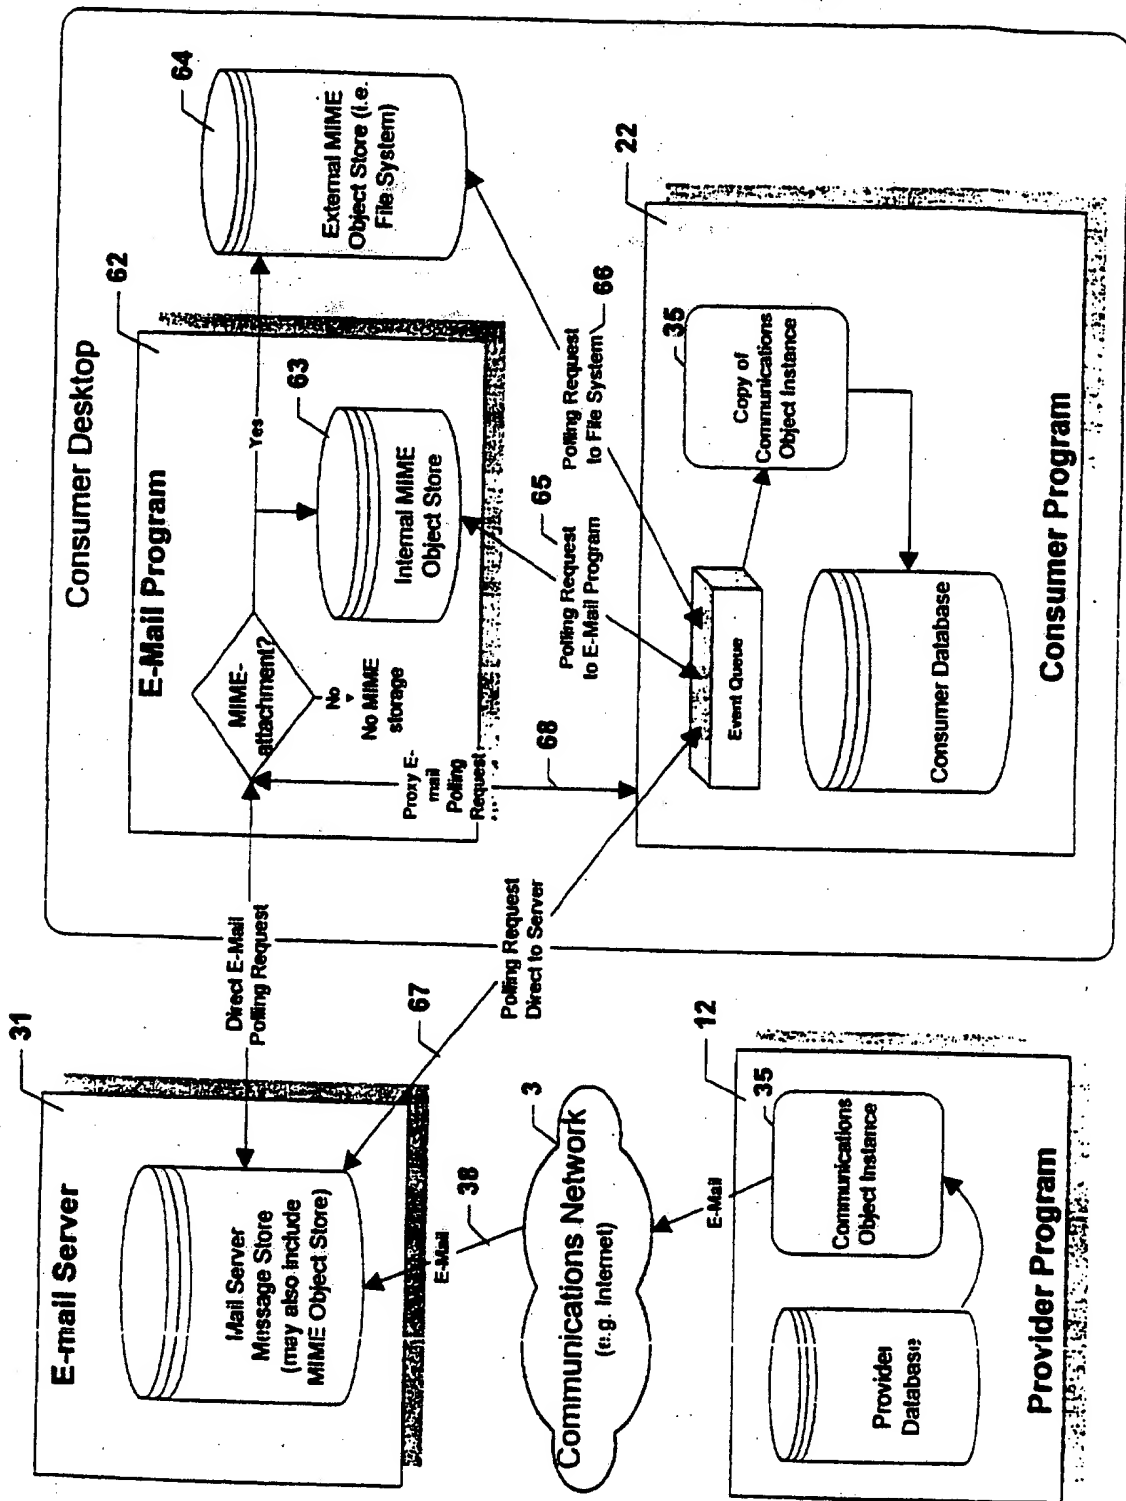 31
E-mail Server
Mail Server
Message Store
(may also include
MIME Object Store)
Direct E-Mail
Polling Request
67
38
E-Mail
3
Communications Network
(e.g. Internet)
E-Mail
12
35
Communications
Object Instance
Provider
Database
Provider Program
Polling Request
Direct to Server
Consumer Desktop
E-Mail Program
62
MIME-
attachment?
Yes
No
No MIME
storage
63
Internal MIME
Object Store
64
External MIME
Object Store (i.e.
File System)
Proxy E-
mail
Polling
Request
68
65
Polling Request
to E-Mail Program
66
Polling Request
to File System
22
35
Copy of
Communications
Object Instance
Event Queue
Consumer Database
Consumer Program